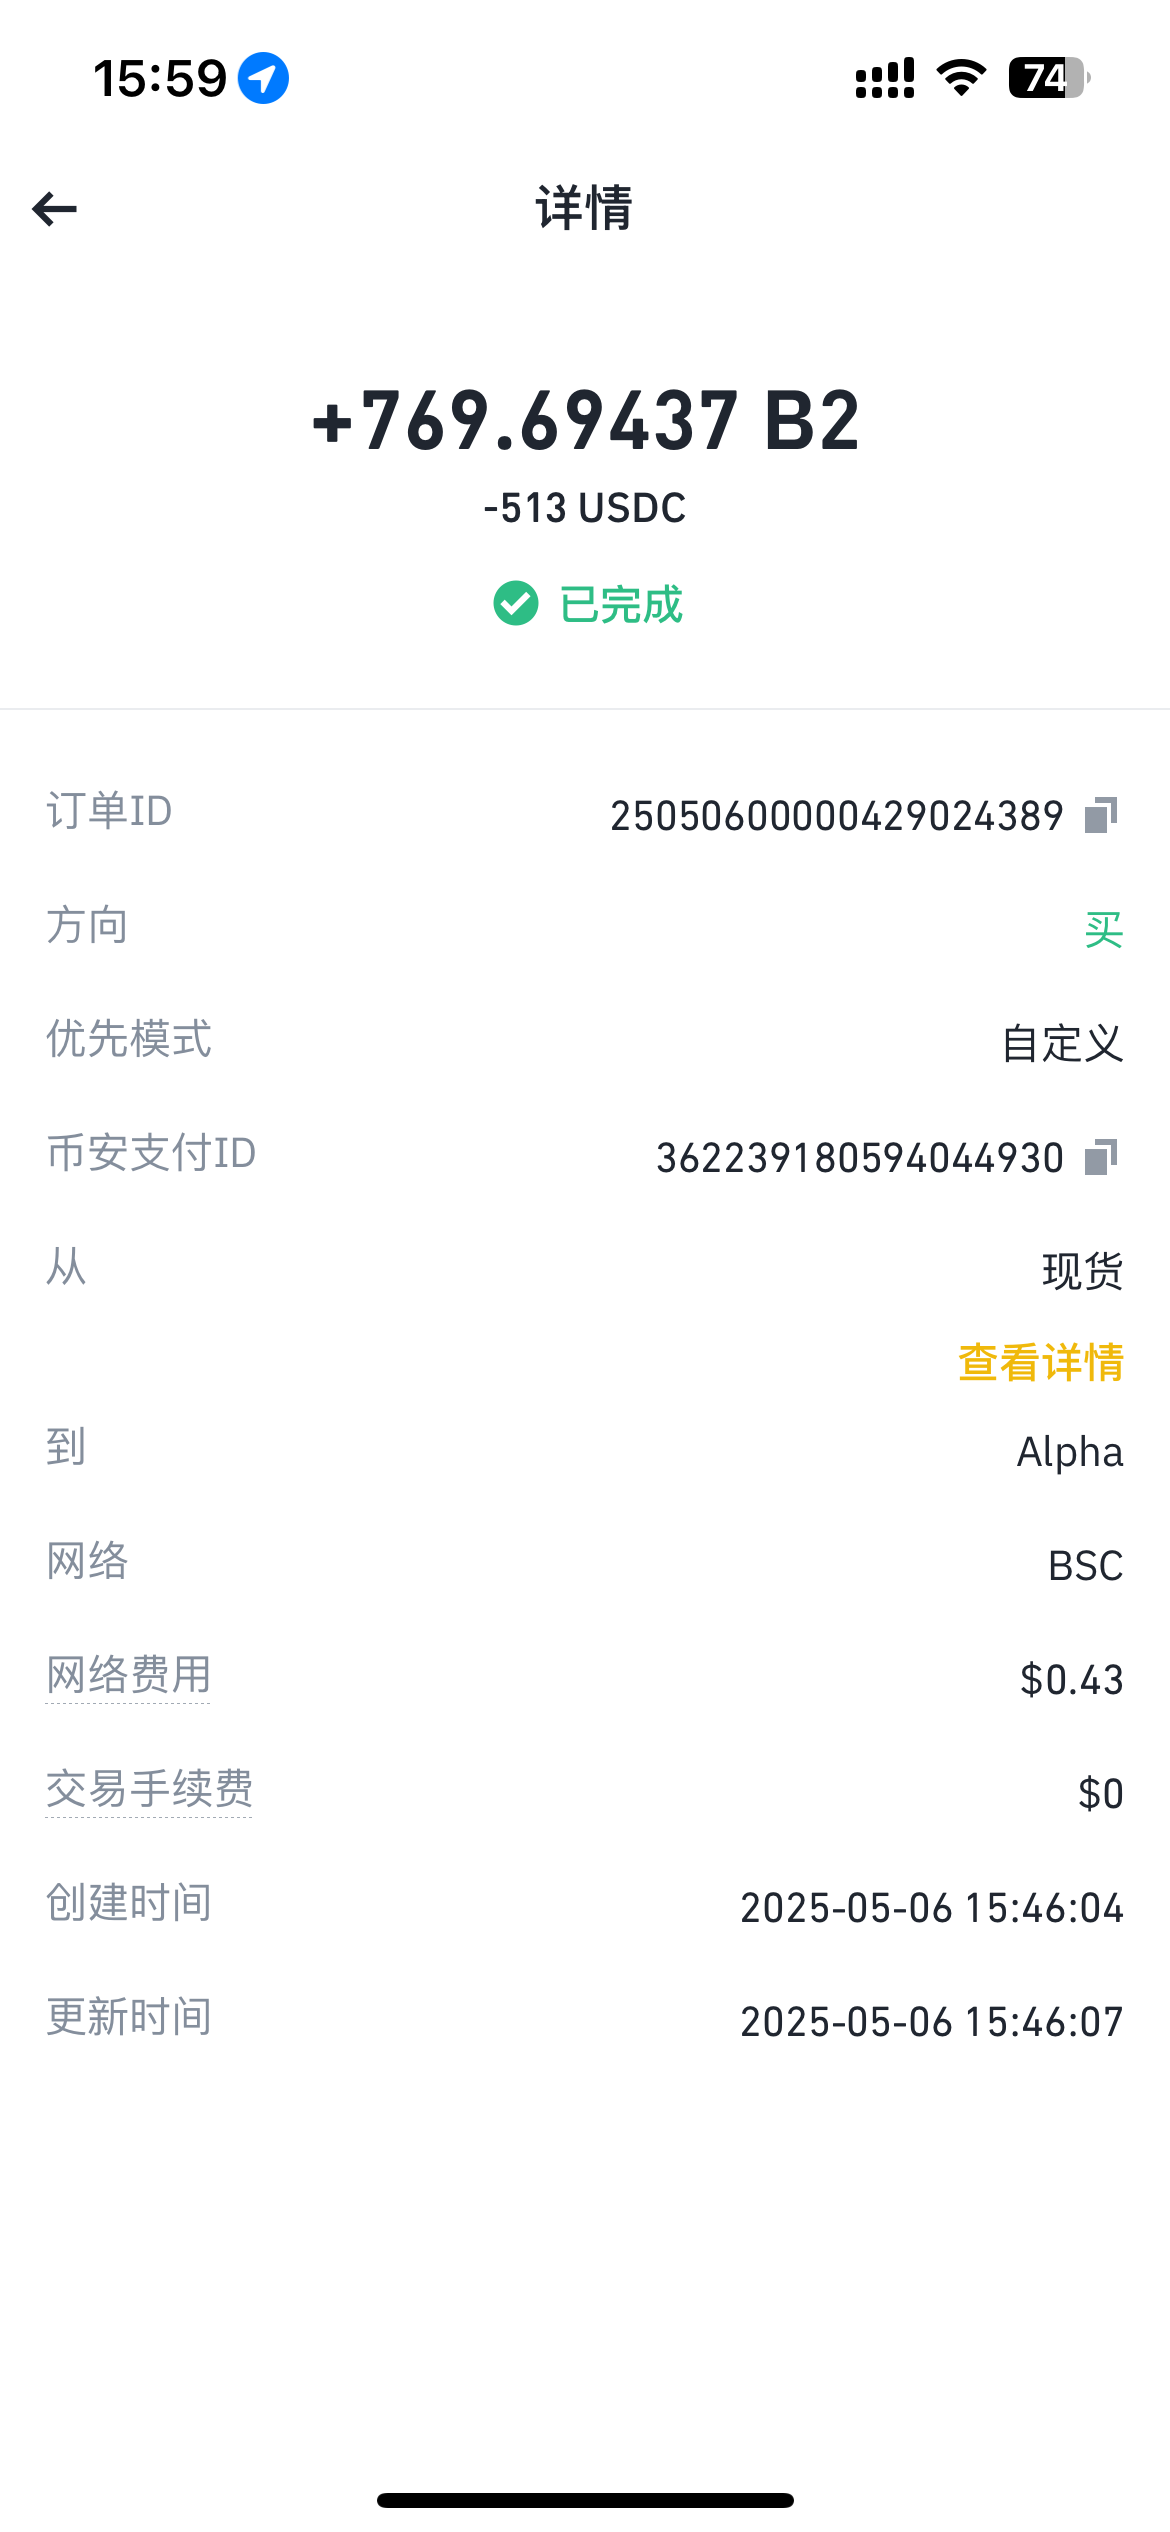 15:59
74
详情
+769.69437 B2
-513 USDC
已完成
订单ID 25050600000429024389
方向 买
优先模式 自定义
币安支付ID 362239180594044930
从 现货
查看详情
到 Alpha
网络 BSC
网络费用 $0.43
交易手续费 $0
创建时间 2025-05-06 15:46:04
更新时间 2025-05-06 15:46:07